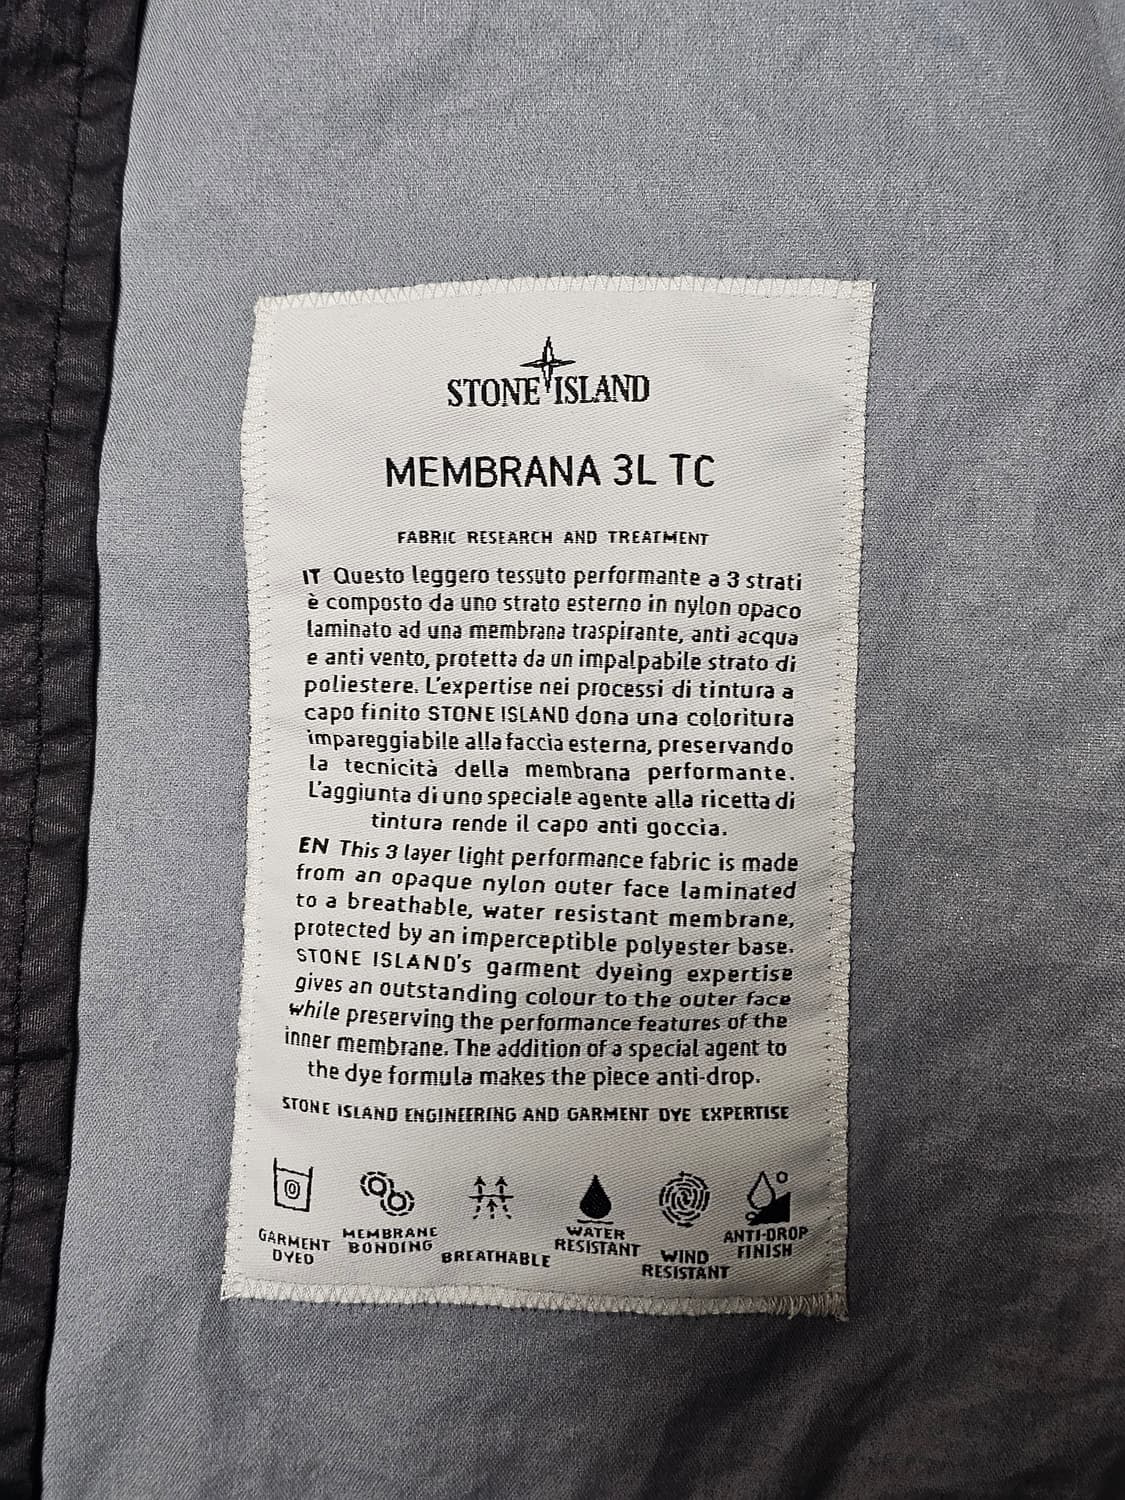 STONE ISLAND
MEMBRANA 3L TC
FABRIC RESEARCH AND TREATMENT
IT Questo leggero tessuto performante a 3 strati
è composto da uno strato esterno in nylon opaco
laminato ad una membrana traspirante, anti acqua
e anti vento, protetta da un impalpabile strato di
poliestere. L'expertise nei processi di tintura a
capo finito STONE ISLAND dona una coloritura
impareggiabile alla faccia esterna, preservando
la tecnicità della membrana performante.
L'aggiunta di uno speciale agente alla ricetta di
tintura rende il capo anti goccia.
EN This 3 layer light performance fabric is made
from an opaque nylon outer face laminated
to a breathable, water resistant membrane,
protected by an imperceptible polyester base.
STONE ISLAND's garment dyeing expertise
gives an outstanding colour to the outer face
while preserving the performance features of the
inner membrane. The addition of a special agent to
the dye formula makes the piece anti-drop.
STONE ISLAND ENGINEERING AND GARMENT DYE EXPERTISE
GARMENT
DYED
MEMBRANE
BONDING
BREATHABLE
WATER
RESISTANT
WIND
RESISTANT
ANTI-DROP
FINISH